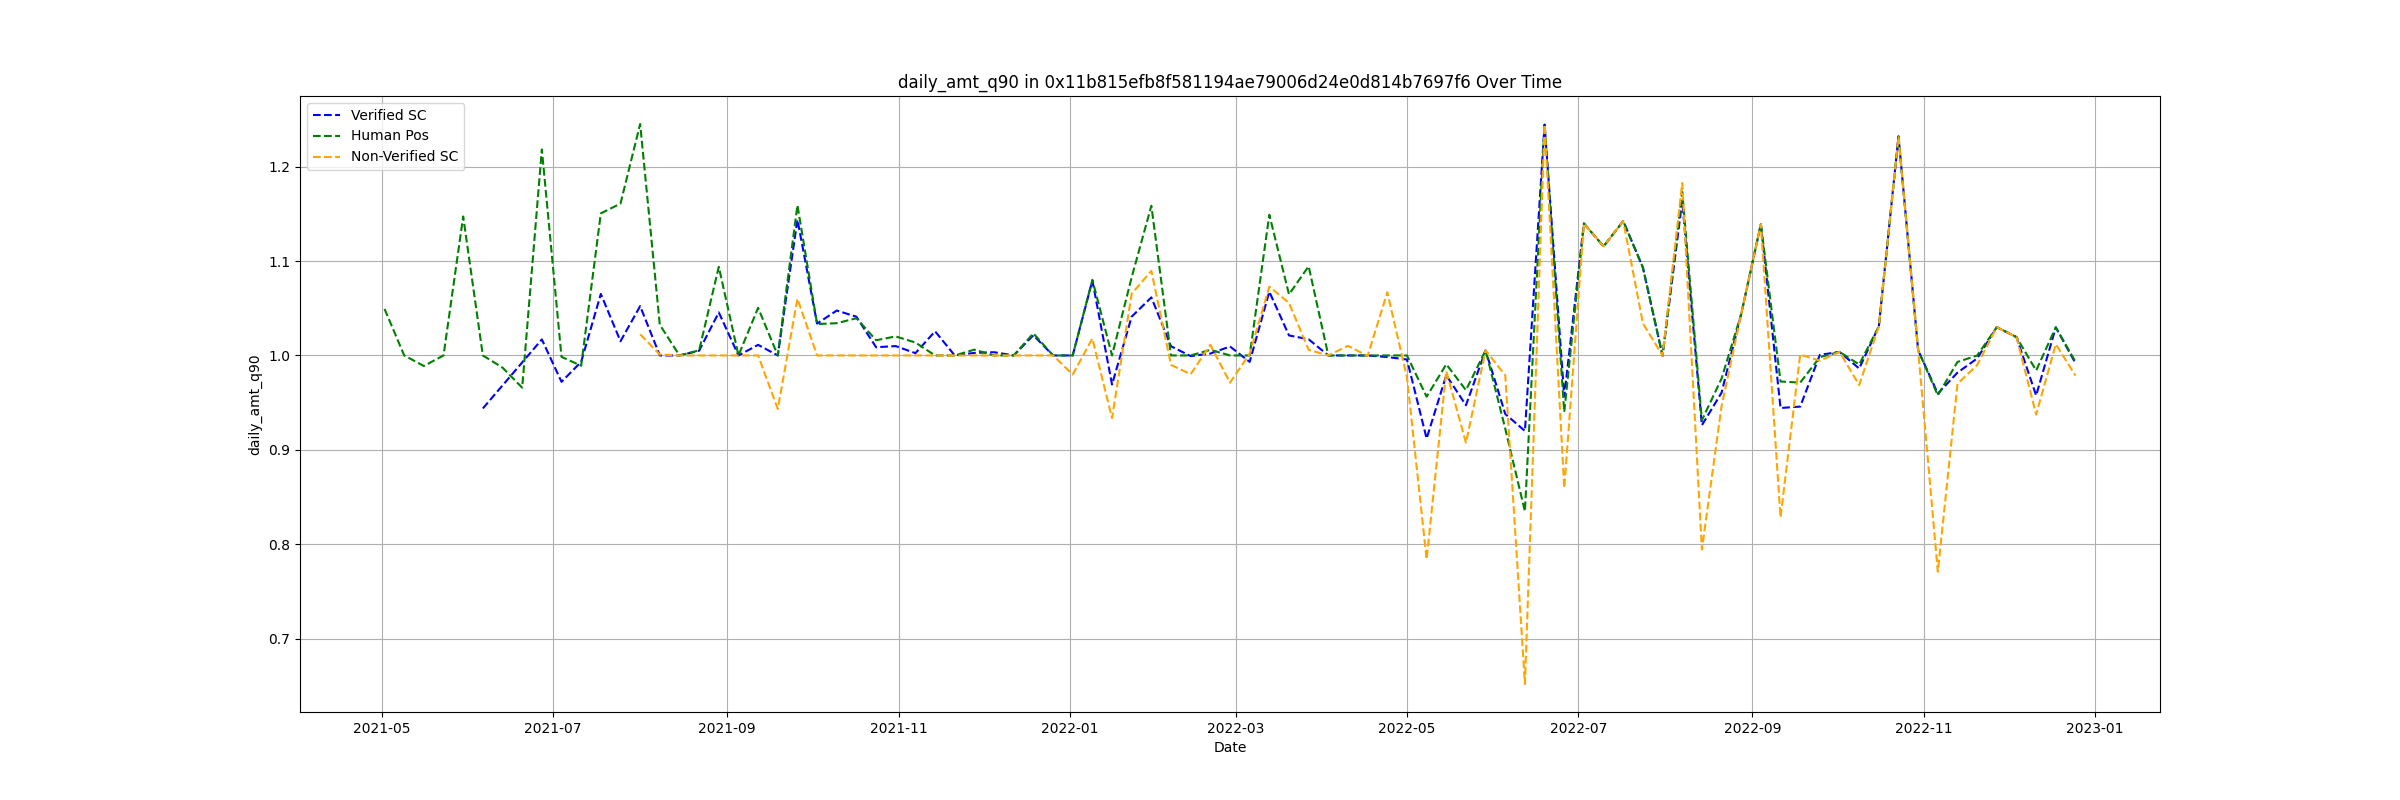 daily_amt_q90 in 0x11b815efb8f581194ae79006d24e0d814b7697f6 Over Time
Verified SC
Human Pos
Non-Verified SC
daily_amt_q90
1.2
1.1
1.0
0.9
0.8
0.7
2021-05 2021-07 2021-09 2021-11 2022-01 2022-03 2022-05 2022-07 2022-09 2022-11 2023-01
Date